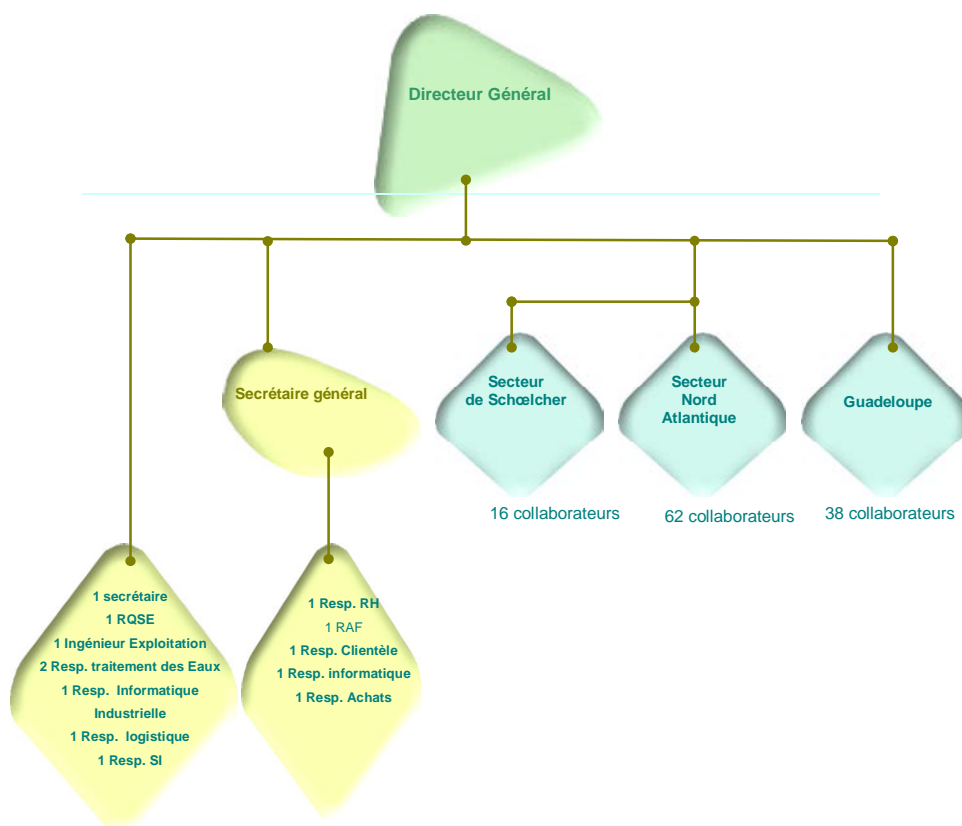 Directeur Général
Secrétaire général
Secteur
de Schœlcher
Secteur
Nord
Atlantique
Guadeloupe
16 collaborateurs
62 collaborateurs
38 collaborateurs
1 secrétaire
1 RQSE
1 Ingénieur Exploitation
2 Resp. traitement des Eaux
1 Resp. Informatique
Industrielle
1 Resp. logistique
1 Resp. SI
1 Resp. RH
1 RAF
1 Resp. Clientèle
1 Resp. informatique
1 Resp. Achats